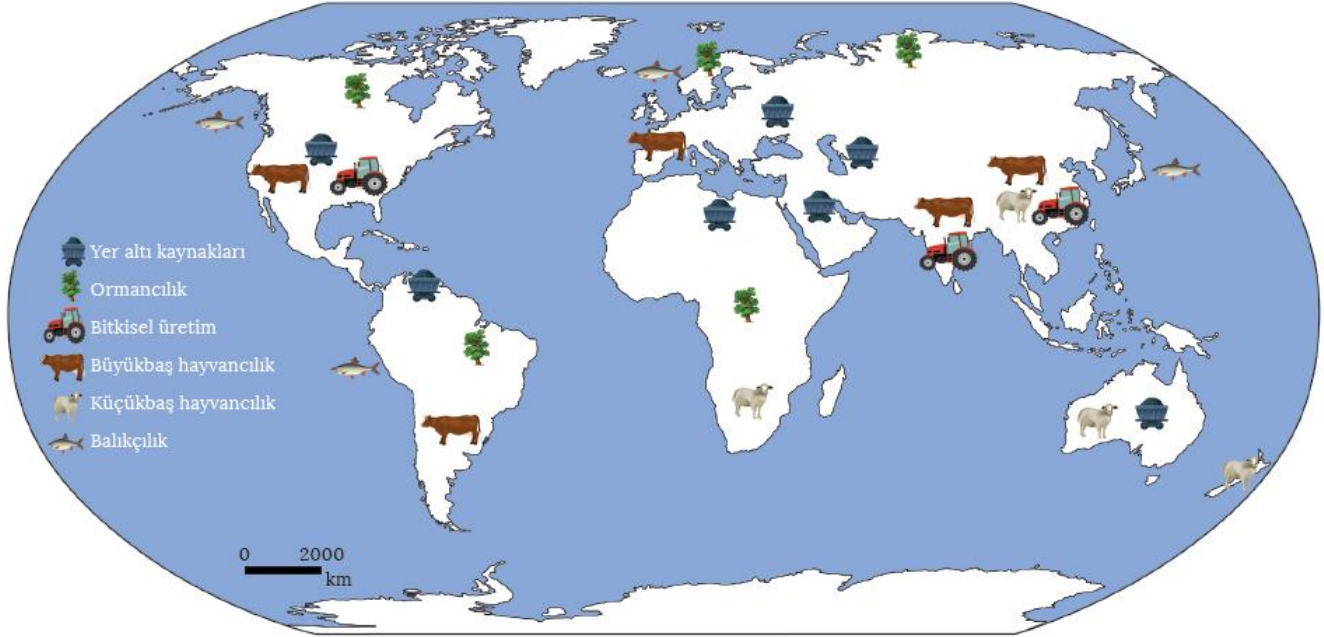 Yer altı kaynakları
Ormancılık
Bitkisel üretim
Büyükbaş hayvancılık
Küçükbaş hayvancılık
Balıkçılık
0 2000
km